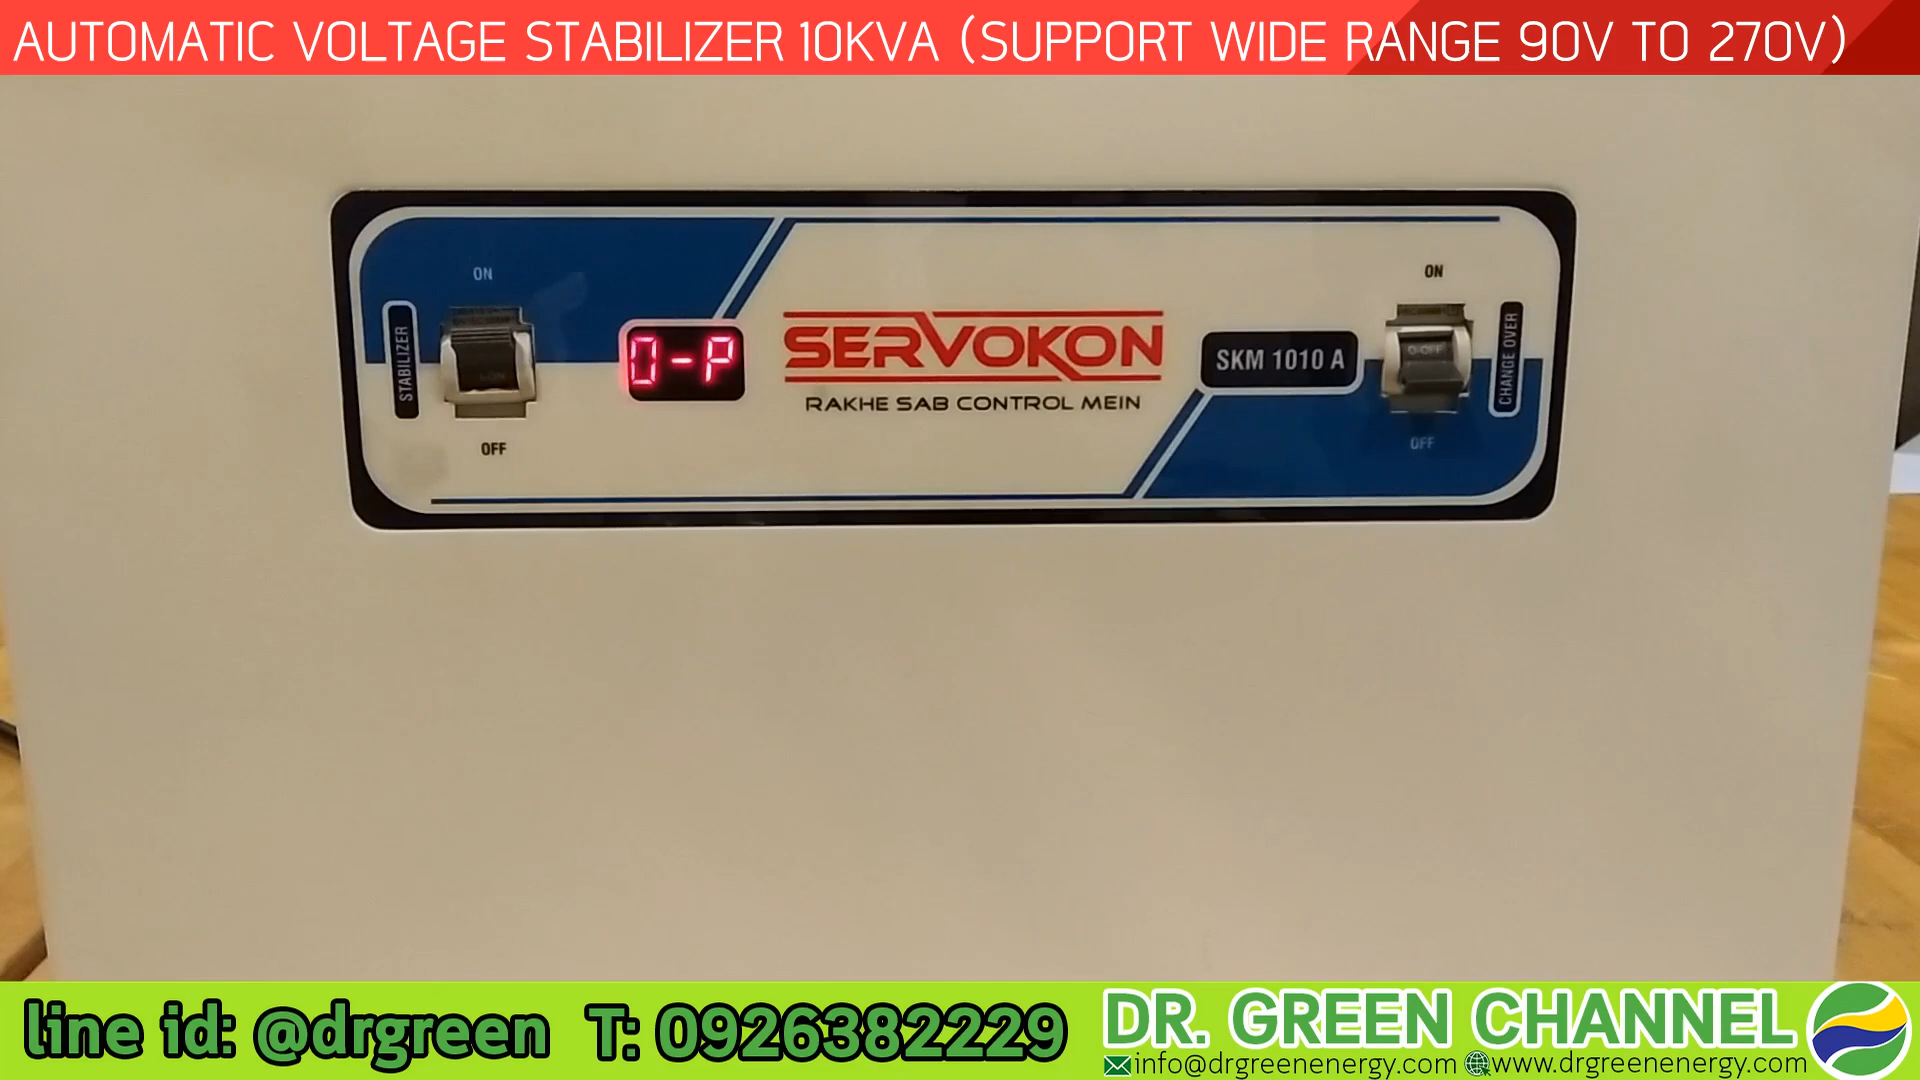 AUTOMATIC VOLTAGE STABILIZER 10KVA (SUPPORT WIDE RANGE 90V TO 270V)
ON
ON
STABILIZER
I-ON
0-P
SERVOKON
RAKHE SAB CONTROL MEIN
SKM 1010 A
O-OFF
CHANGE OVER
OFF
OFF
line id: @drgreen T: 0926382229
DR. GREEN CHANNEL
info@drgreenenergy.com www.drgreenenergy.com